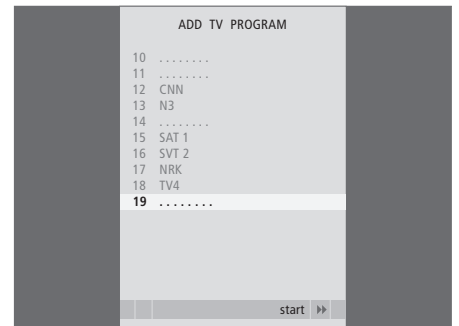 ADD TV PROGRAM
10 ........
11 ........
12 CNN
13 N3
14 ........
15 SAT 1
16 SVT 2
17 NRK
18 TV4
19 ........
start